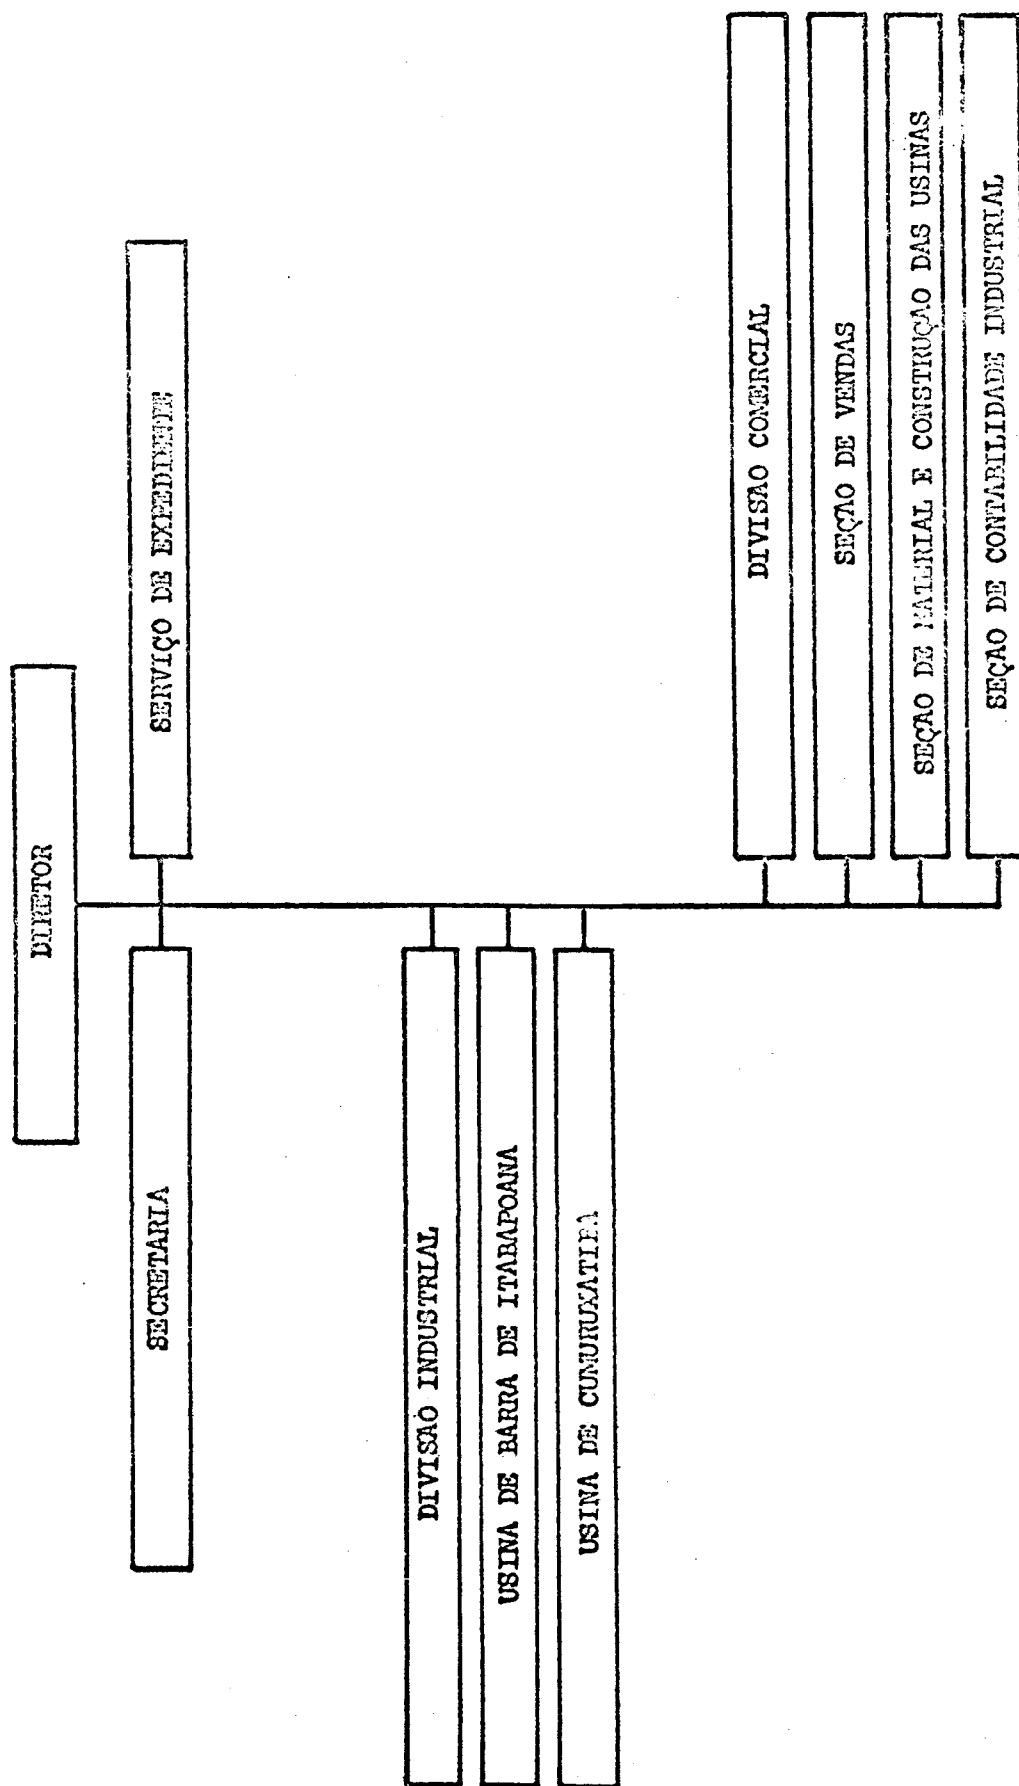 DIRETOR
SECRETARIA
SERVIÇO DE EXPEDIENTE
DIVISÃO INDUSTRIAL
USINA DE BARRA DE ITABAPOANA
USINA DE CUMURUXATIBA
DIVISÃO COMERCIAL
SEÇÃO DE VENDAS
SEÇÃO DE MATERIAL E CONSTRUÇÃO DAS USINAS
SEÇÃO DE CONTABILIDADE INDUSTRIAL